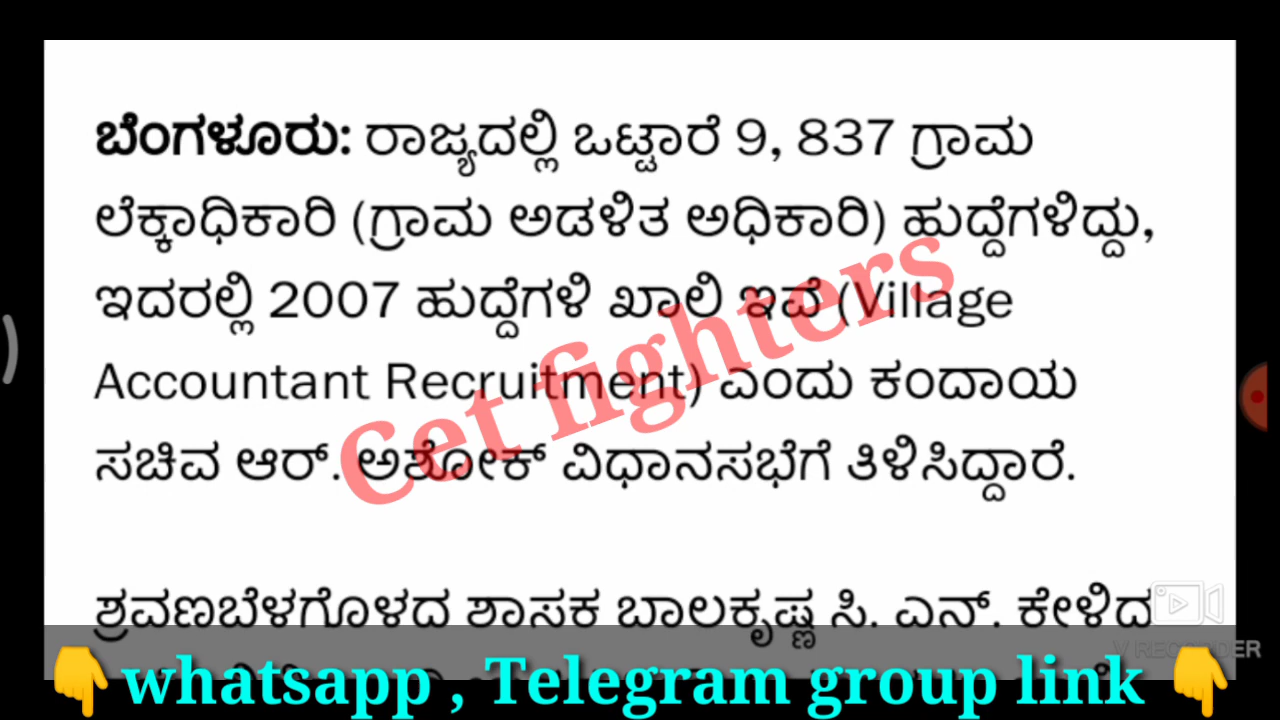 ಬೆಂಗಳೂರು: ರಾಜ್ಯದಲ್ಲಿ ಒಟ್ಟಾರೆ 9, 837 ಗ್ರಾಮ
ಲೆಕ್ಕಾಧಿಕಾರಿ (ಗ್ರಾಮ ಅಡಳಿತ ಅಧಿಕಾರಿ) ಹುದ್ದೆಗಳಿದ್ದು,
ಇದರಲ್ಲಿ 2007 ಹುದ್ದೆಗಳಿ ಖಾಲಿ ಇವೆ (Village
Accountant Recruitment) ಎಂದು ಕಂದಾಯ
ಸಚಿವ ಆರ್. ಅಶೋಕ್ ವಿಧಾನಸಭೆಗೆ ತಿಳಿಸಿದ್ದಾರೆ.
Cet fighters
ಶ್ರವಣಬೆಳಗೊಳದ ಶಾಸಕ ಬಾಲಕೃಷ್ಣ ಸಿ. ಎನ್. ಕೇಳಿದ
V RECORDER
👇whatsapp , Telegram group link 👇